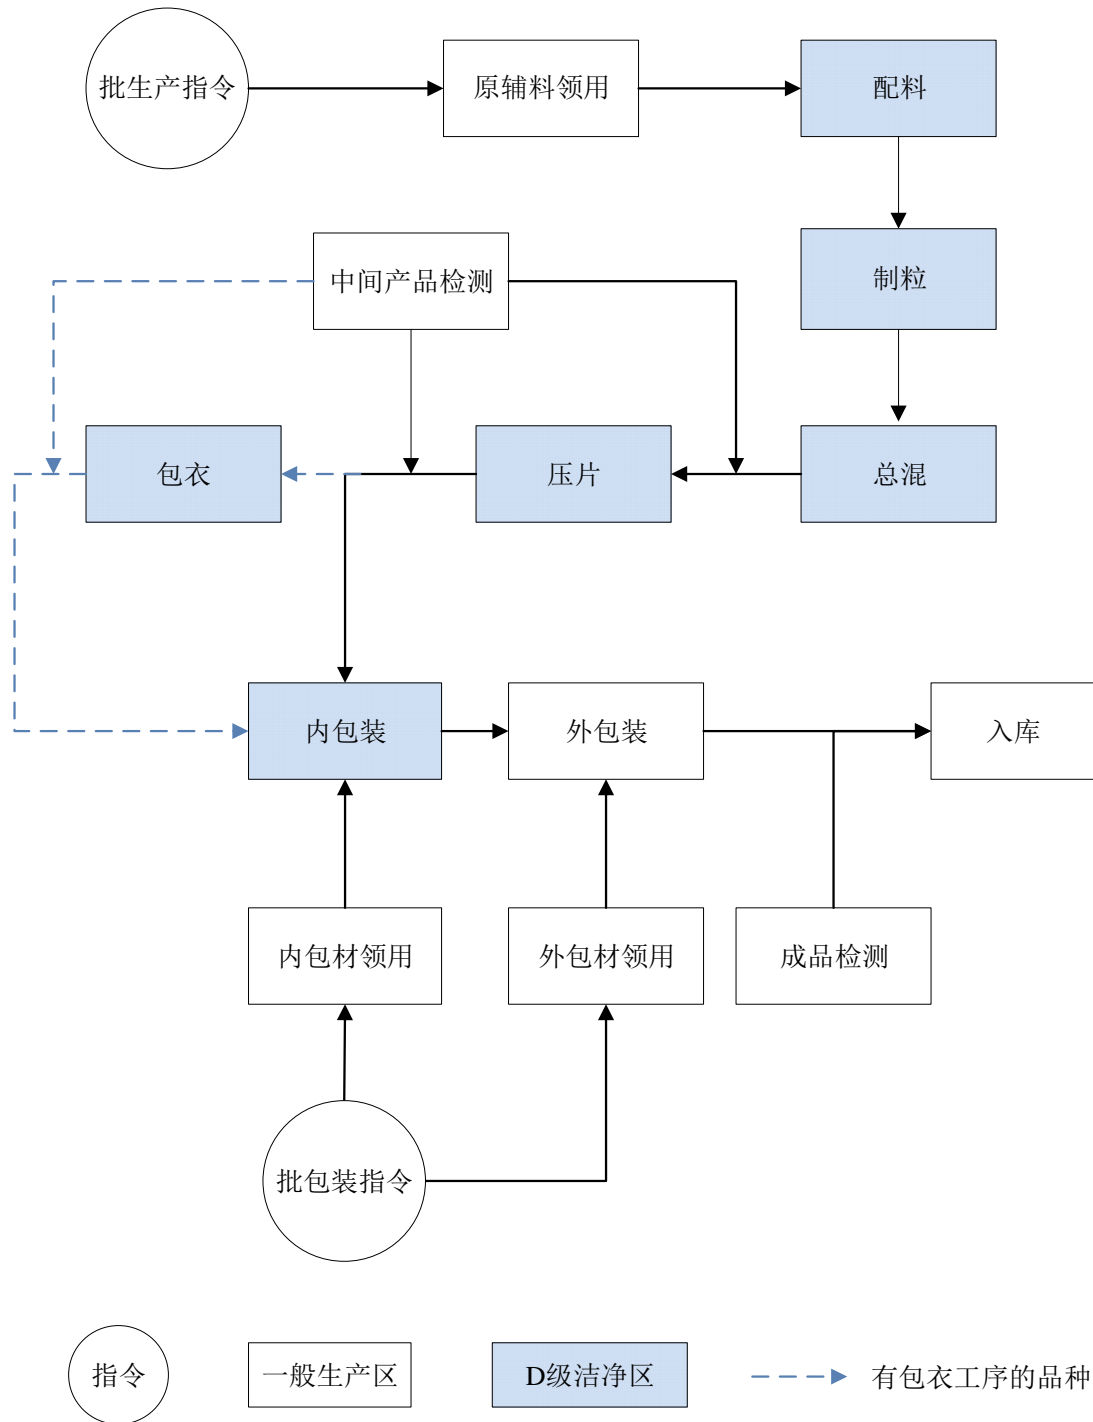 批生产指令
原辅料领用
配料
中间产品检测
制粒
包衣
压片
总混
内包装
外包装
入库
内包材领用
外包材领用
成品检测
批包装指令
指令
一般生产区
D级洁净区
有包衣工序的品种